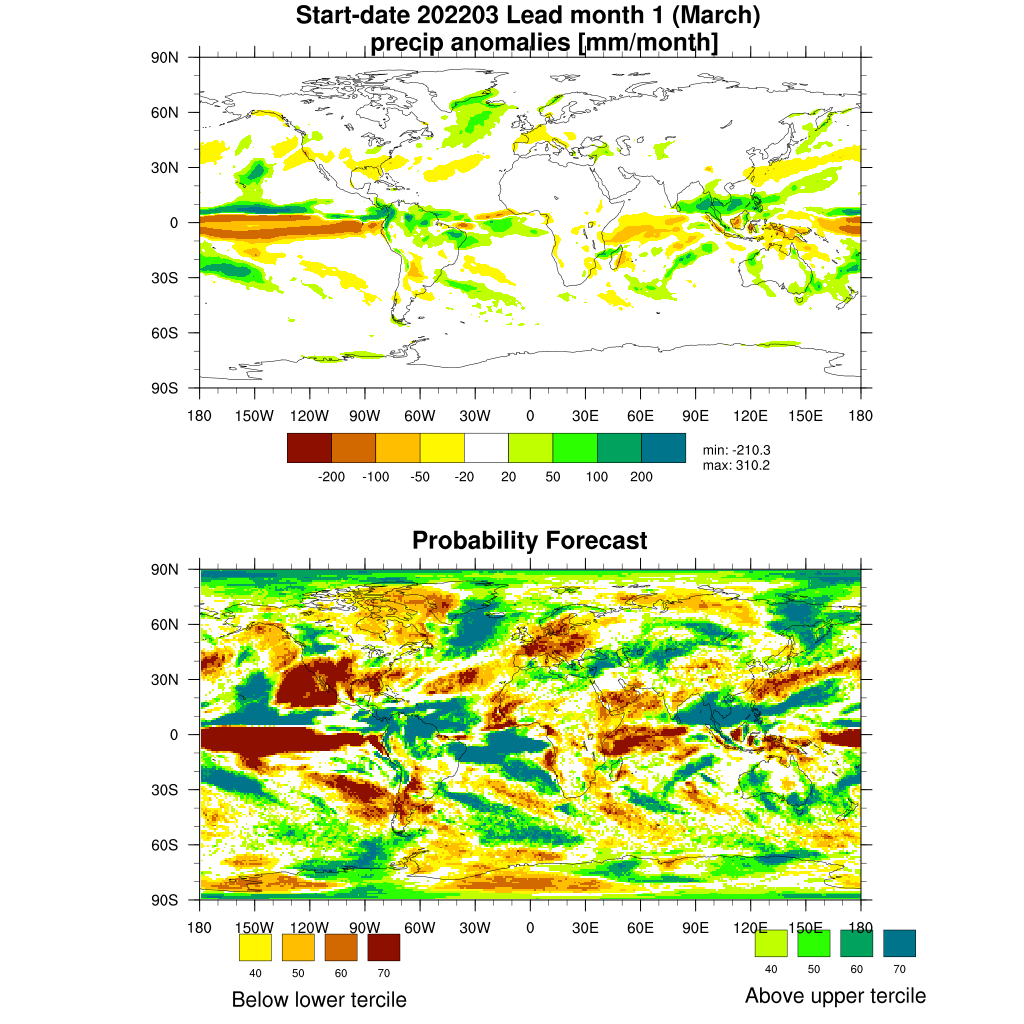 Start-date 202203 Lead month 1 (March)
precip anomalies [mm/month]
90N
60N
30N
0
30S
60S
90S
180 150W 120W 90W 60W 30W 0 30E 60E 90E 120E 150E 180
-200 -100 -50 -20 20 50 100 200
min: -210.3
max: 310.2
Probability Forecast
90N
60N
30N
0
30S
60S
90S
180 150W 120W 90W 60W 30W 0 30E 60E 90E 120E 150E 180
40 50 60 70
Below lower tercile
40 50 60 70
Above upper tercile